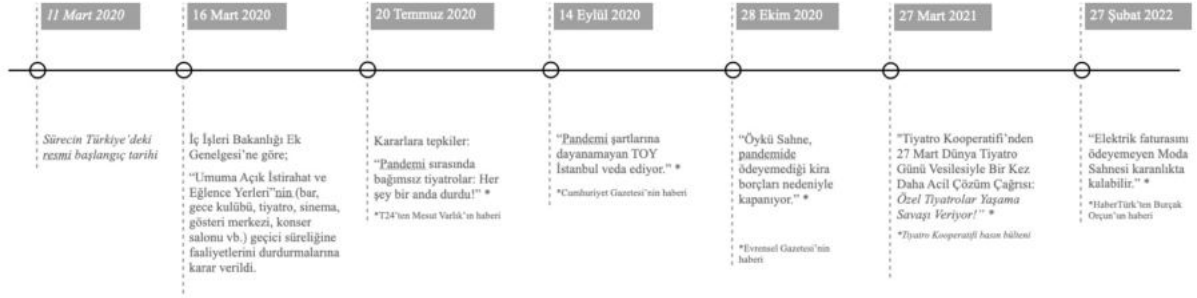 11 Mart 2020
Sürecin Türkiye'deki
resmi başlangıç tarihi
16 Mart 2020
İç İşleri Bakanlığı Ek
Genelgesi'ne göre;
"Umuma Açık İstirahat ve
Eğlence Yerleri"nin (bar,
gece kulübü, tiyatro, sinema,
gösteri merkezi, konser
salonu vb.) geçici süreliğine
faaliyetlerini durdurmalarına
karar verildi.
20 Temmuz 2020
Kararlara tepkiler:
"Pandemi sırasında
bağımsız tiyatrolar: Her
şey bir anda durdu!" *
*T24'ten Mesut Varlık'ın haberi
14 Eylül 2020
"Pandemi şartlarına
dayanamayan TOY
İstanbul veda ediyor." *
*Cumhuriyet Gazetesi'nin haberi
28 Ekim 2020
"Öykü Sahne,
pandemide
ödeyemediği kira
borçları nedeniyle
kapanıyor." *
*Evrensel Gazetesi'nin
haberi
27 Mart 2021
"Tiyatro Kooperatifi'nden
27 Mart Dünya Tiyatro
Günü Vesilesiyle Bir Kez
Daha Acil Çözüm Çağrısı:
Özel Tiyatrolar Yaşama
Savaşı Veriyor!" *
*Tiyatro Kooperatifi basın bülteni
27 Şubat 2022
"Elektrik faturasını
ödeyemeyen Moda
Sahnesi karanlıkta
kalabilir." *
*HaberTürk'ten Burçak
Orçun'un haberi